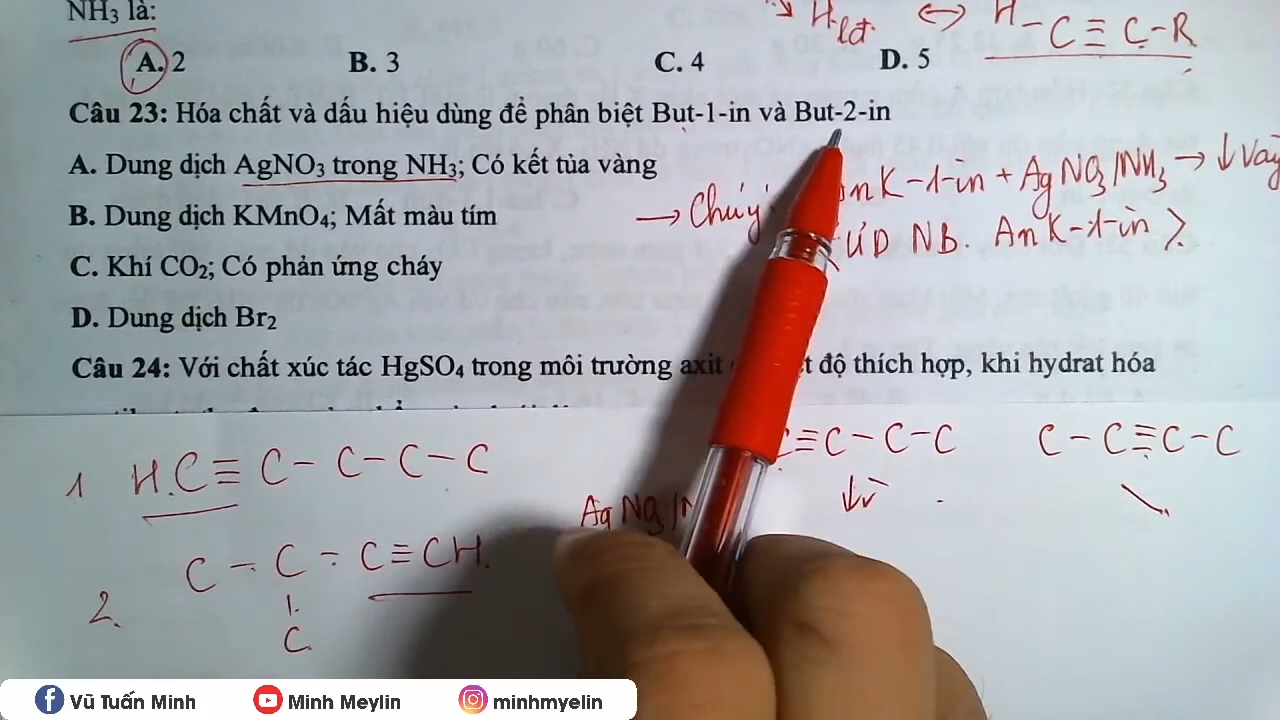 NH₃ là:
→ H lđ. ⟷ H-C≡C-R
A. 2 B. 3 C. 4 D. 5
Câu 23: Hóa chất và dấu hiệu dùng để phân biệt But-1-in và But-2-in
A. Dung dịch AgNO₃ trong NH₃; Có kết tủa vàng
→ Chú ý: Ank-1-in + AgNO₃/NH₃ → ↓ Vàng
B. Dung dịch KMnO₄; Mất màu tím
ƯD NB. Ank-1-in
C. Khí CO₂; Có phản ứng cháy
D. Dung dịch Br₂
Câu 24: Với chất xúc tác HgSO₄ trong môi trường axit độ thích hợp, khi hydrat hóa
1 H.C≡C-C-C-C
C≡C-C-C C-C≡C-C
↓v
AgNO₃/N
2. C-C-C≡CH.
C
Vũ Tuấn Minh Minh Meylin minhmyelin